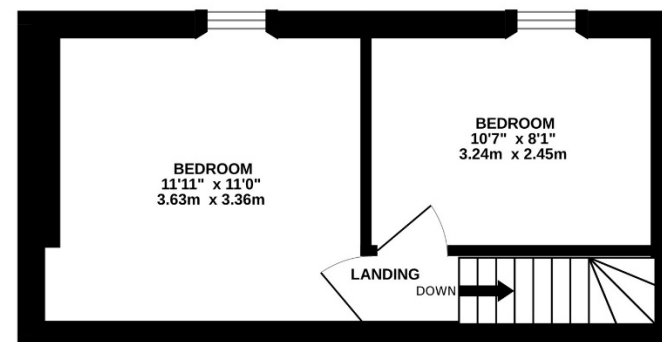 BEDROOM
11'11" x 11'0"
3.63m x 3.36m
BEDROOM
10'7" x 8'1"
3.24m x 2.45m
LANDING
DOWN